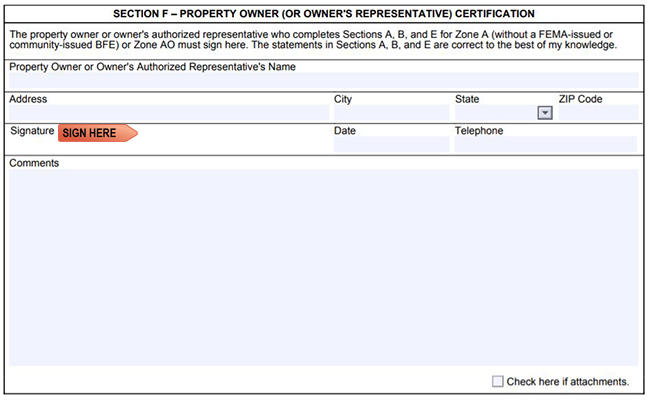 SECTION F – PROPERTY OWNER (OR OWNER'S REPRESENTATIVE) CERTIFICATION
The property owner or owner's authorized representative who completes Sections A, B, and E for Zone A (without a FEMA-issued or
community-issued BFE) or Zone AO must sign here. The statements in Sections A, B, and E are correct to the best of my knowledge.
Property Owner or Owner's Authorized Representative's Name
Address City State ZIP Code
Signature SIGN HERE Date Telephone
Comments
Check here if attachments.